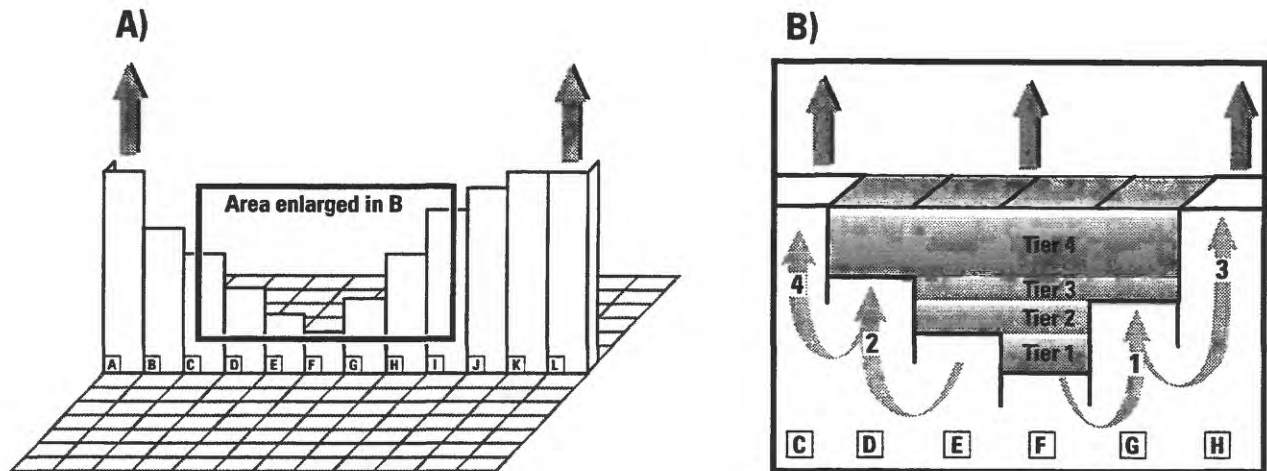 A)
Area enlarged in B
A B C D E F G H I J K L
B)
Tier 4
Tier 3
Tier 2
Tier 1
4
2
1
3
C D E F G H